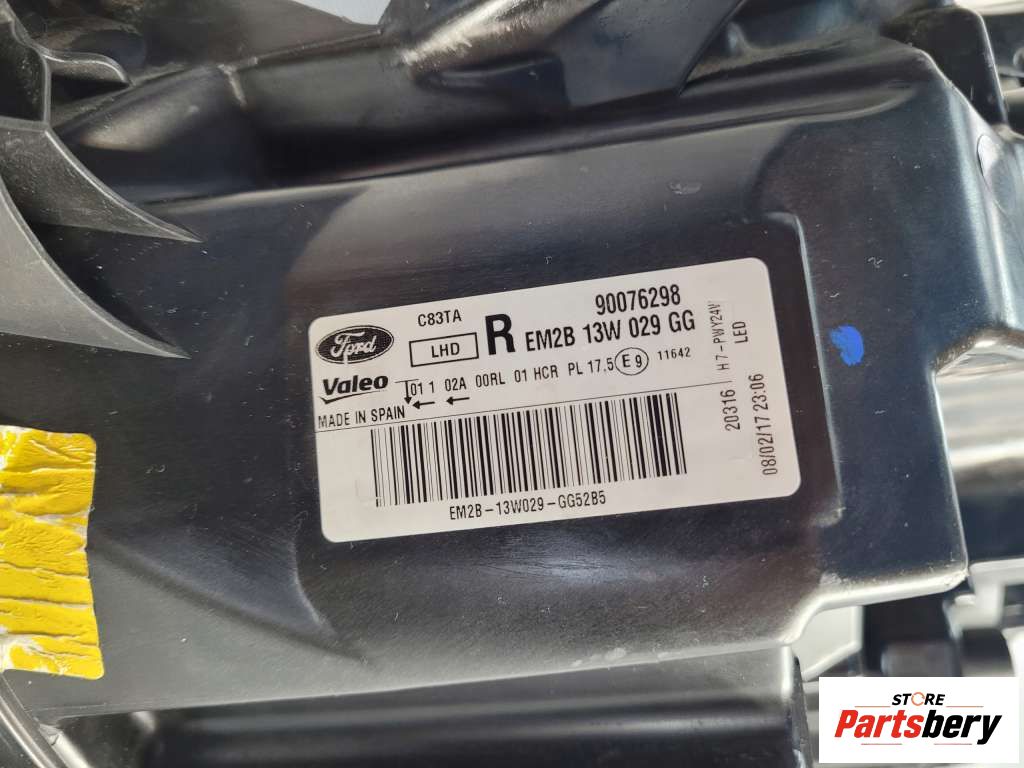 C83TA
90076298
Ford
LHD
R EM2B 13W 029 GG
Valeo
01 1 02A 00RL 01 HCR PL 17.5 E9 11642
MADE IN SPAIN
EM2B-13W029-GG52B5
20316 H7-PWY24W
LED
08/02/17 23:06
STORE
Partsbery